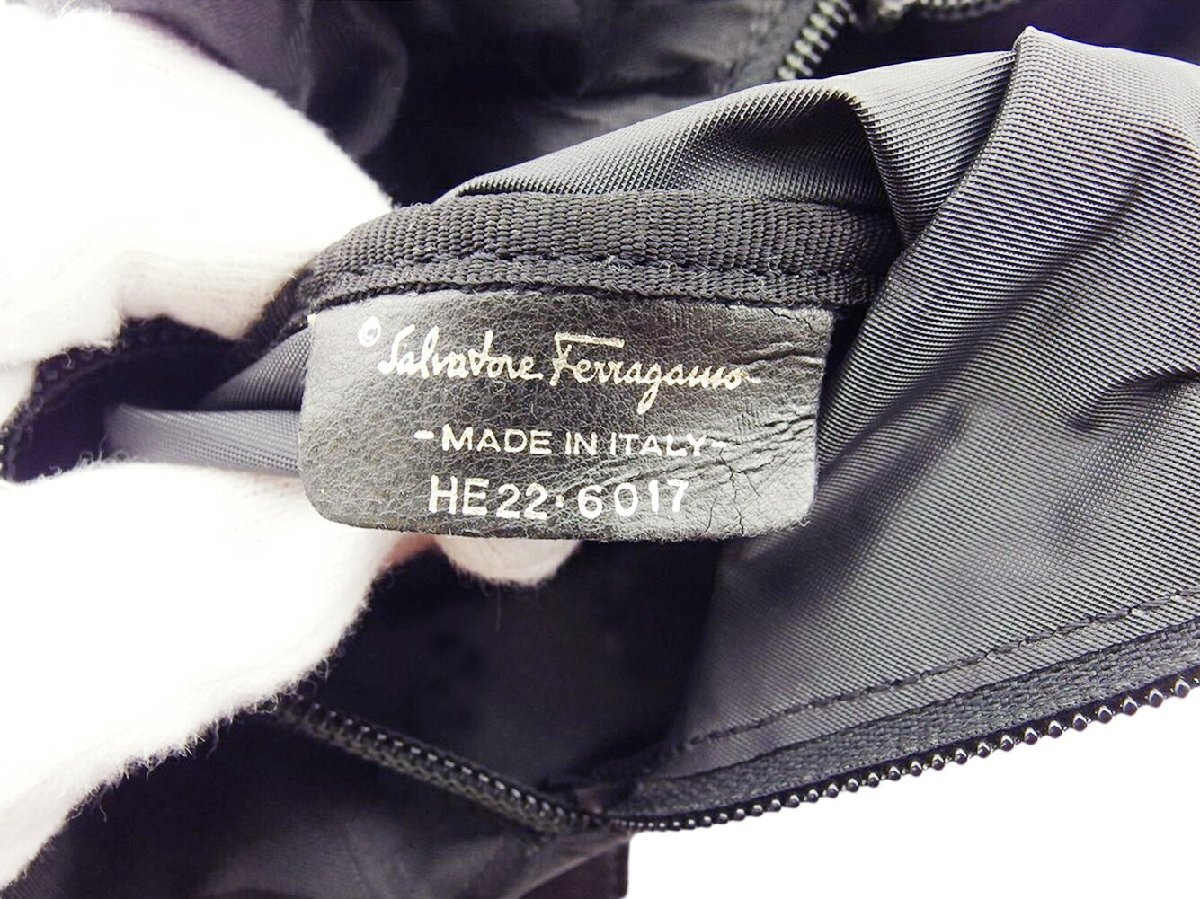 © Salvatore Ferragamo
-MADE IN ITALY-
HE22·6017